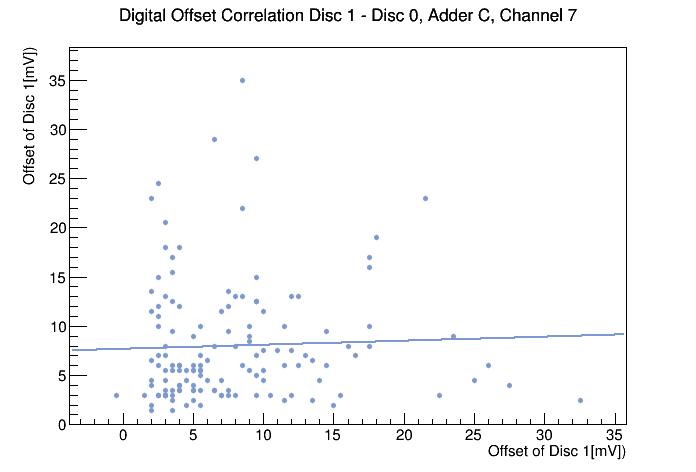 Digital Offset Correlation Disc 1 - Disc 0, Adder C, Channel 7
Offset of Disc 1[mV])
35
30
25
20
15
10
5
0
0 5 10 15 20 25 30 35
Offset of Disc 1[mV])